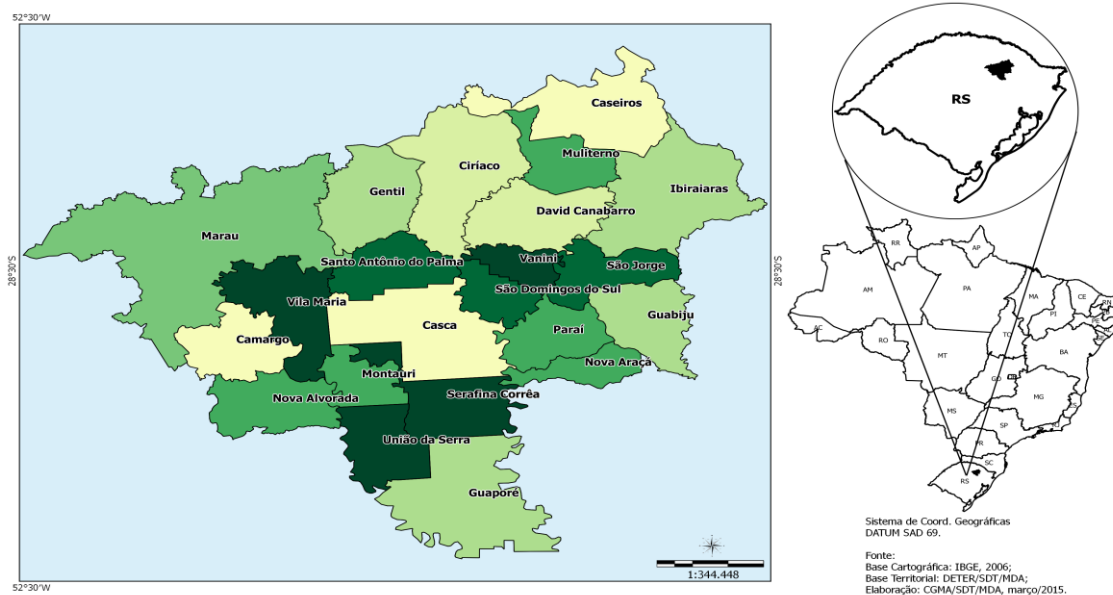 52°30'W
28°30'S
Caseiros
Muliterno
Ciríaco
Gentil
Ibiraiaras
David Canabarro
Marau
Vanini
Santo Antônio do Palma
São Jorge
Vila Maria
São Domingos do Sul
Guabiju
Casca
Paraí
Camargo
Nova Araçá
Montauri
Nova Alvorada
Serafina Corrêa
União da Serra
Guaporé
28°30'S
52°30'W
1:344.448
RS
RR
AP
AM
PA
MA
CE
RN
PI
PE
AC
TO
RO
BA
MT
GO
MG
ES
MS
SP
RJ
PR
SC
RS
Sistema de Coord. Geográficas
DATUM SAD 69.
Fonte:
Base Cartográfica: IBGE, 2006;
Base Territorial: DETER/SDT/MDA;
Elaboração: CGMA/SDT/MDA, março/2015.